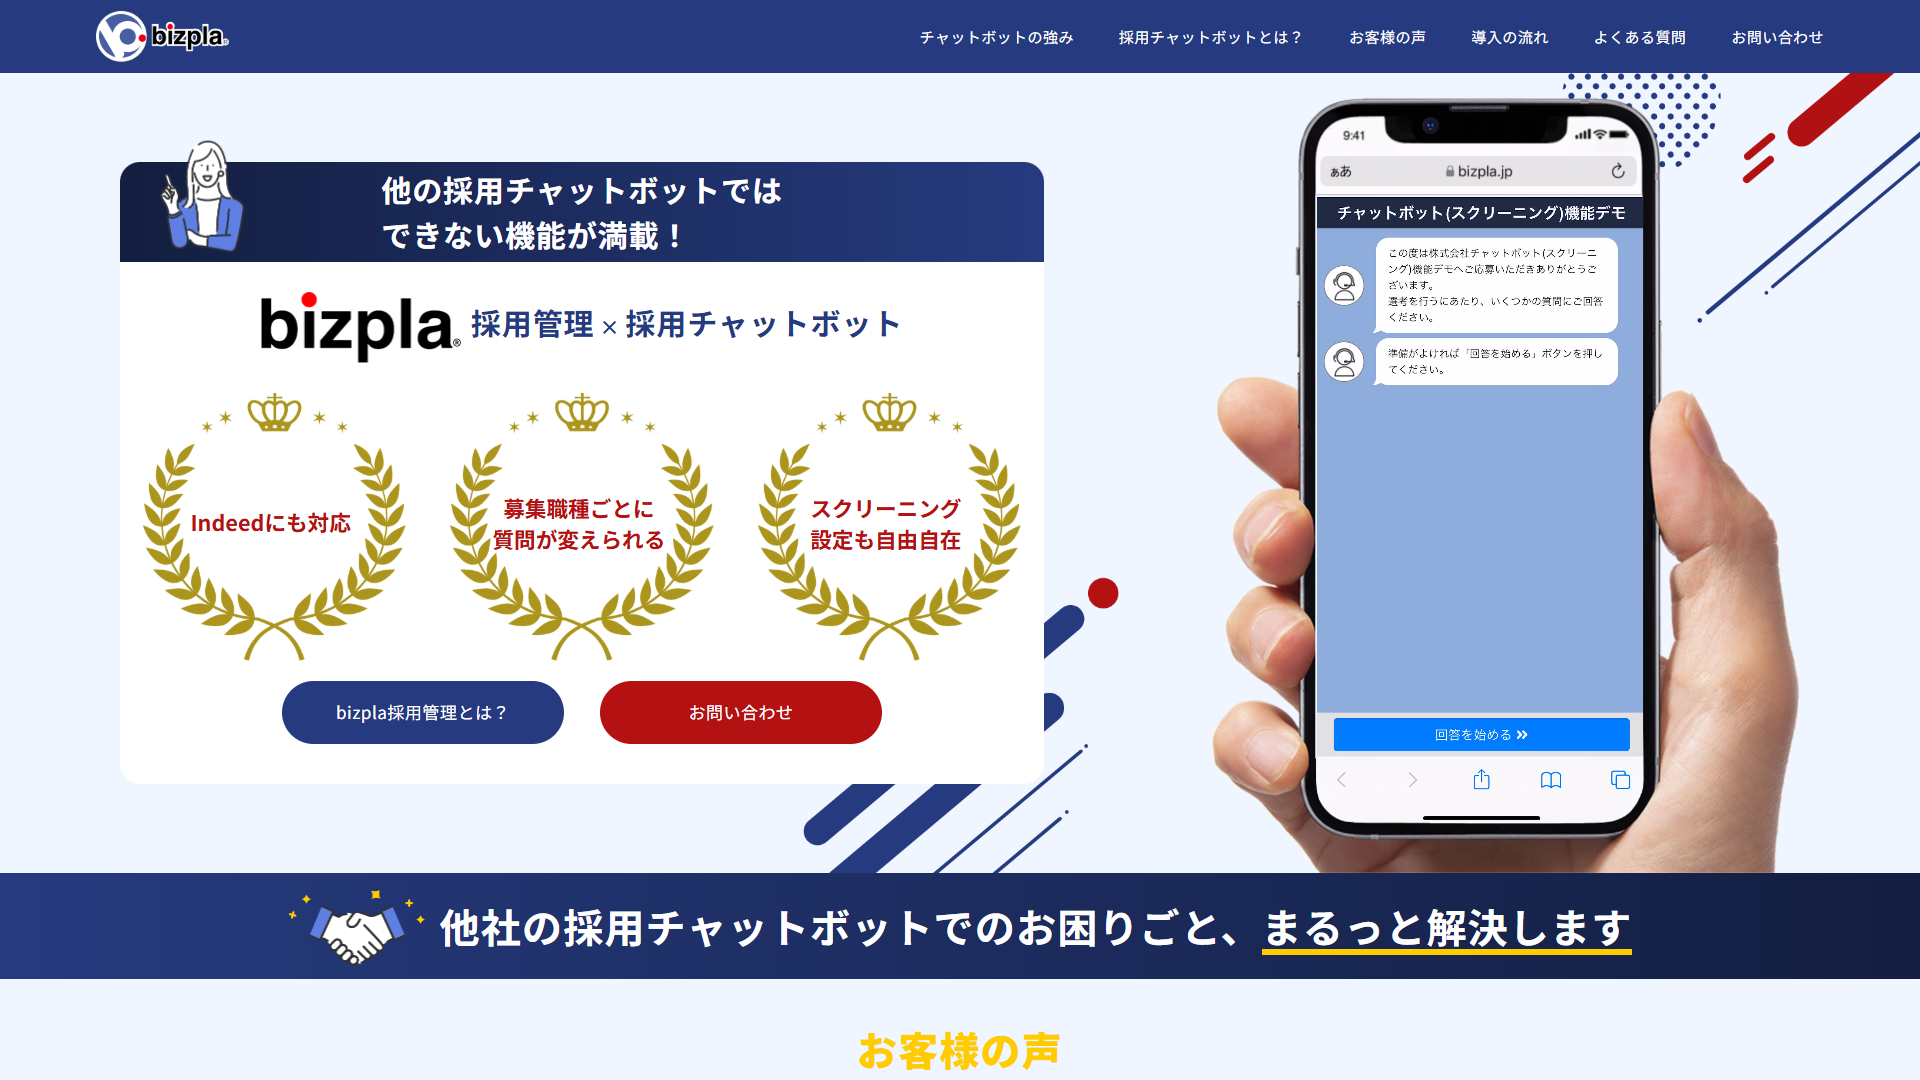 bizpla®
チャットボットの強み
採用チャットボットとは？
お客様の声
導入の流れ
よくある質問
お問い合わせ
他の採用チャットボットでは
できない機能が満載！
bizpla® 採用管理 × 採用チャットボット
Indeedにも対応
募集職種ごとに
質問が変えられる
スクリーニング
設定も自由自在
bizpla採用管理とは？
お問い合わせ
9:41
ぁあ
bizpla.jp
チャットボット(スクリーニング)機能デモ
この度は株式会社チャットボット(スクリーニ
ング)機能デモへご応募いただきありがとうご
ざいます。
選考を行うにあたり、いくつかの質問にご回答
ください。
準備がよければ「回答を始める」ボタンを押し
てください。
回答を始める
他社の採用チャットボットでのお困りごと、まるっと解決します
お客様の声